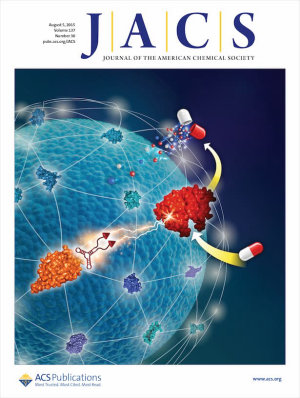 August 5, 2015
Volume 137
Number 30
pubs.acs.org/JACS
J|A|C|S
JOURNAL OF THE AMERICAN CHEMICAL SOCIETY
ACS Publications
Most Trusted. Most Cited. Most Read.
www.acs.org